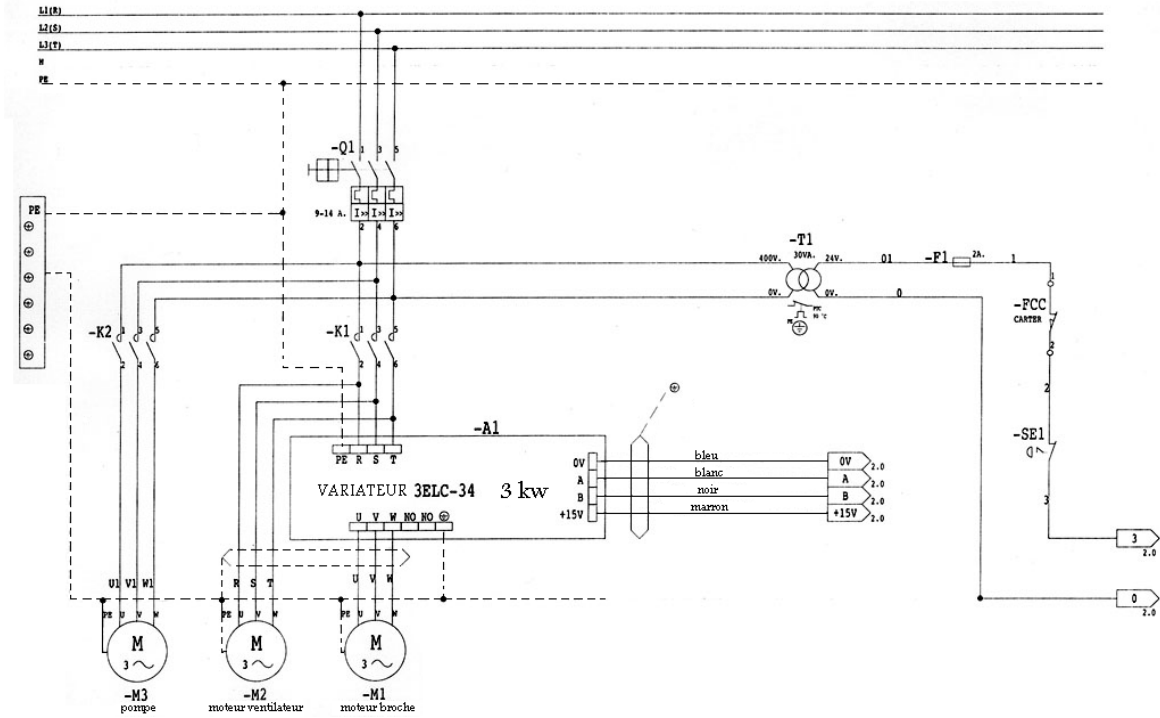 L1(R)
L2(S)
L3(T)
N
PE
-Q1
1 3 5
9-14 A.
I>> I>> I>>
2 4 6
PE
-T1
400V. 30VA. 24V.
0V. 0V.
PTC
PE
01
-F1
2A.
1
0
1
-FCC
CARTER
2
2
-SE1
3
-K2
1 3 5
2 4 6
-K1
1 3 5
2 4 6
-A1
PE R S T
VARIATEUR 3ELC-34 3 kw
0V
A
B
+15V
bleu
blanc
noir
marron
0V 2.0
A 2.0
B 2.0
+15V 2.0
U V W NO NO
3 2.0
0 2.0
U1 V1 W1
R S T
U V W
PE U V W
PE U V W
PE U V W
M
3
M
3
M
3
-M3
pompe
-M2
moteur ventilateur
-M1
moteur broche